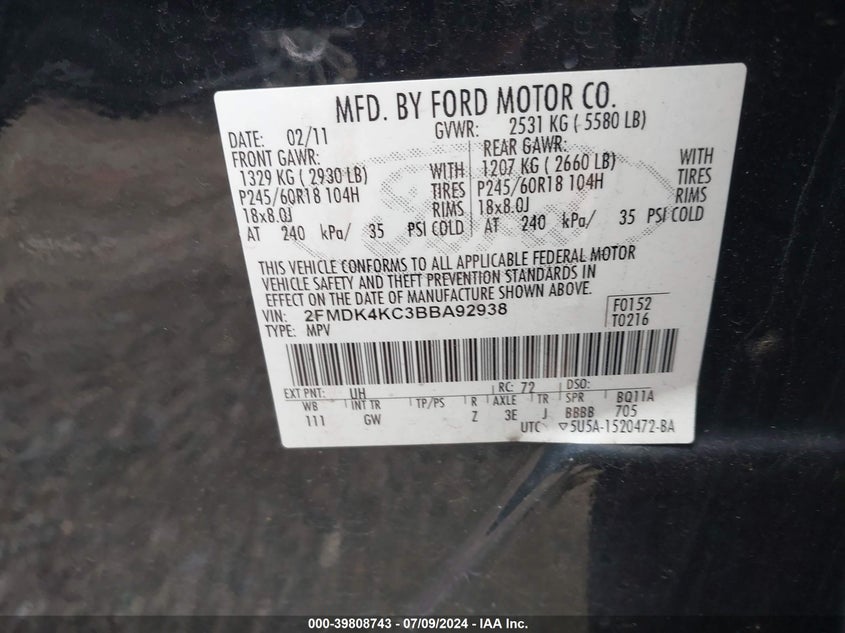 MFD. BY FORD MOTOR CO.
DATE: 02/11 GVWR: 2531 KG ( 5580 LB)
FRONT GAWR: REAR GAWR:
1329 KG ( 2930 LB) WITH 1207 KG ( 2660 LB) WITH
P245/60R18 104H TIRES P245/60R18 104H TIRES
18x8.0J RIMS 18x8.0J RIMS
AT 240 kPa/ 35 PSI COLD AT 240 kPa/ 35 PSI COLD
THIS VEHICLE CONFORMS TO ALL APPLICABLE FEDERAL MOTOR
VEHICLE SAFETY AND THEFT PREVENTION STANDARDS IN
EFFECT ON THE DATE OF MANUFACTURE SHOWN ABOVE.
VIN: 2FMDK4KC3BBA92938 F0152
TYPE: MPV T0216
EXT PNT: UH RC: 72 DSO:
WB INT TR TP/PS R AXLE TR SPR BQ11A
111 GW Z 3E J BBBB 705
UTC ▽5U5A-1520472-BA
000-39808743 - 07/09/2024 - IAA Inc.